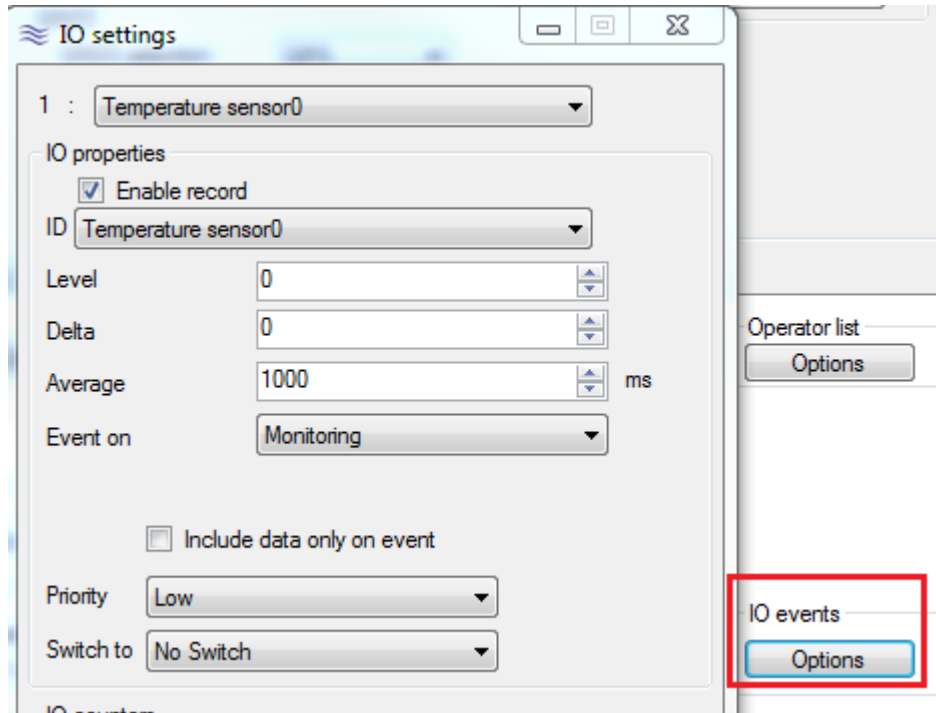 IO settings
1 : Temperature sensor0
IO properties
Enable record
ID Temperature sensor0
Level 0
Delta 0
Average 1000 ms
Event on Monitoring
Include data only on event
Priority Low
Switch to No Switch
IO counters
Operator list
Options
IO events
Options